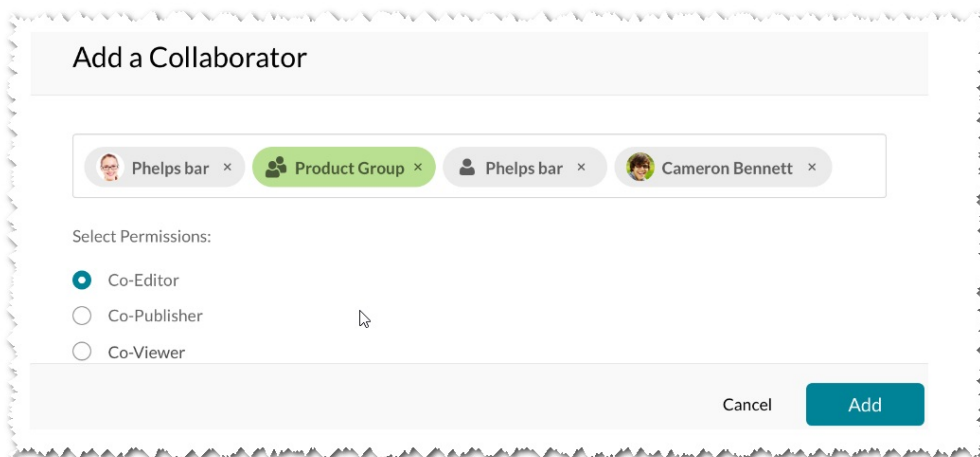 Add a Collaborator
Phelps bar × Product Group × Phelps bar × Cameron Bennett ×
Select Permissions:
Co-Editor
Co-Publisher
Co-Viewer
Cancel Add